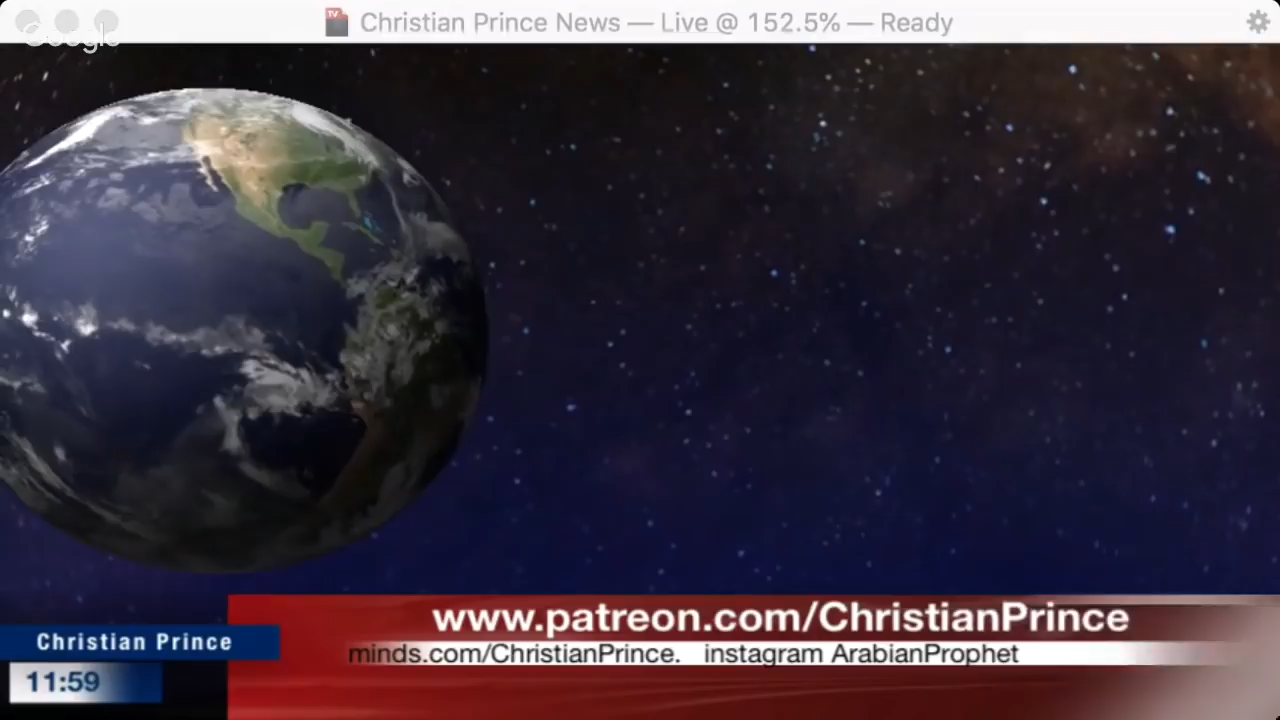 Christian Prince News — Live @ 152.5% — Ready
Google
www.patreon.com/ChristianPrince
Christian Prince
minds.com/ChristianPrince. instagram ArabianProphet
11:59